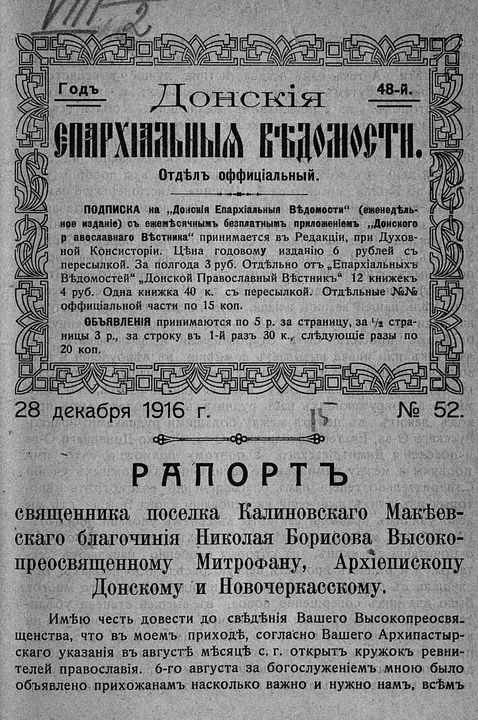 VIII-2
Годъ
48-й.
Донскія
ЕПАРХІАЛЬНЫЯ ВѢДОМОСТИ.
Отдѣлъ оффиціальный.
ПОДПИСКА на „Донскія Епархіальныя Вѣдомости" (еженедѣль-
ное изданіе) съ ежемѣсячнымъ безплатнымъ приложеніемъ „Донского
р авославнаго Вѣстника" принимается въ Редакціи, при Духов-
ной Консисторіи. Цѣна годовому изданію 6 рублей съ
пересылкой. За полгода 3 руб. Отдѣльно отъ „Епархіальныхъ
Вѣдомостей" „Донской Православный Вѣстникъ" 12 книжекъ
4 руб. Одна книжка 40 к. съ пересылкой. Отдѣльные №№
оффиціальной части по 15 коп.
ОБЪЯВЛЕНІЯ принимаются по 5 р. за страницу, за ½ стра-
ницы 3 р., за строку въ 1-й разъ 30 к., слѣдующіе разы по
20 коп.
28 декабря 1916 г.
15
№ 52.
РАПОРТЪ
священника поселка Калиновскаго Макѣев-
скаго благочинія Николая Борисова Высоко-
преосвященному Митрофану, Архіепископу
Донскому и Новочеркасскому.
Имѣю честь довести до свѣдѣнія Вашего Высокопреосвя-
щенства, что въ моемъ приходѣ, согласно Вашего Архипастыр-
скаго указанія въ августѣ мѣсяцѣ с. г. открытъ кружокъ ревни-
телей православія. 6-го августа за богослуженіемъ мною было
объявлено прихожанамъ насколько важно и нужно намъ, всѣмъ